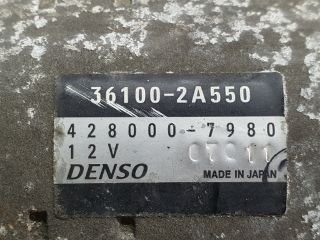 36100-2A550
428000-7980
12V
DENSO MADE IN JAPAN